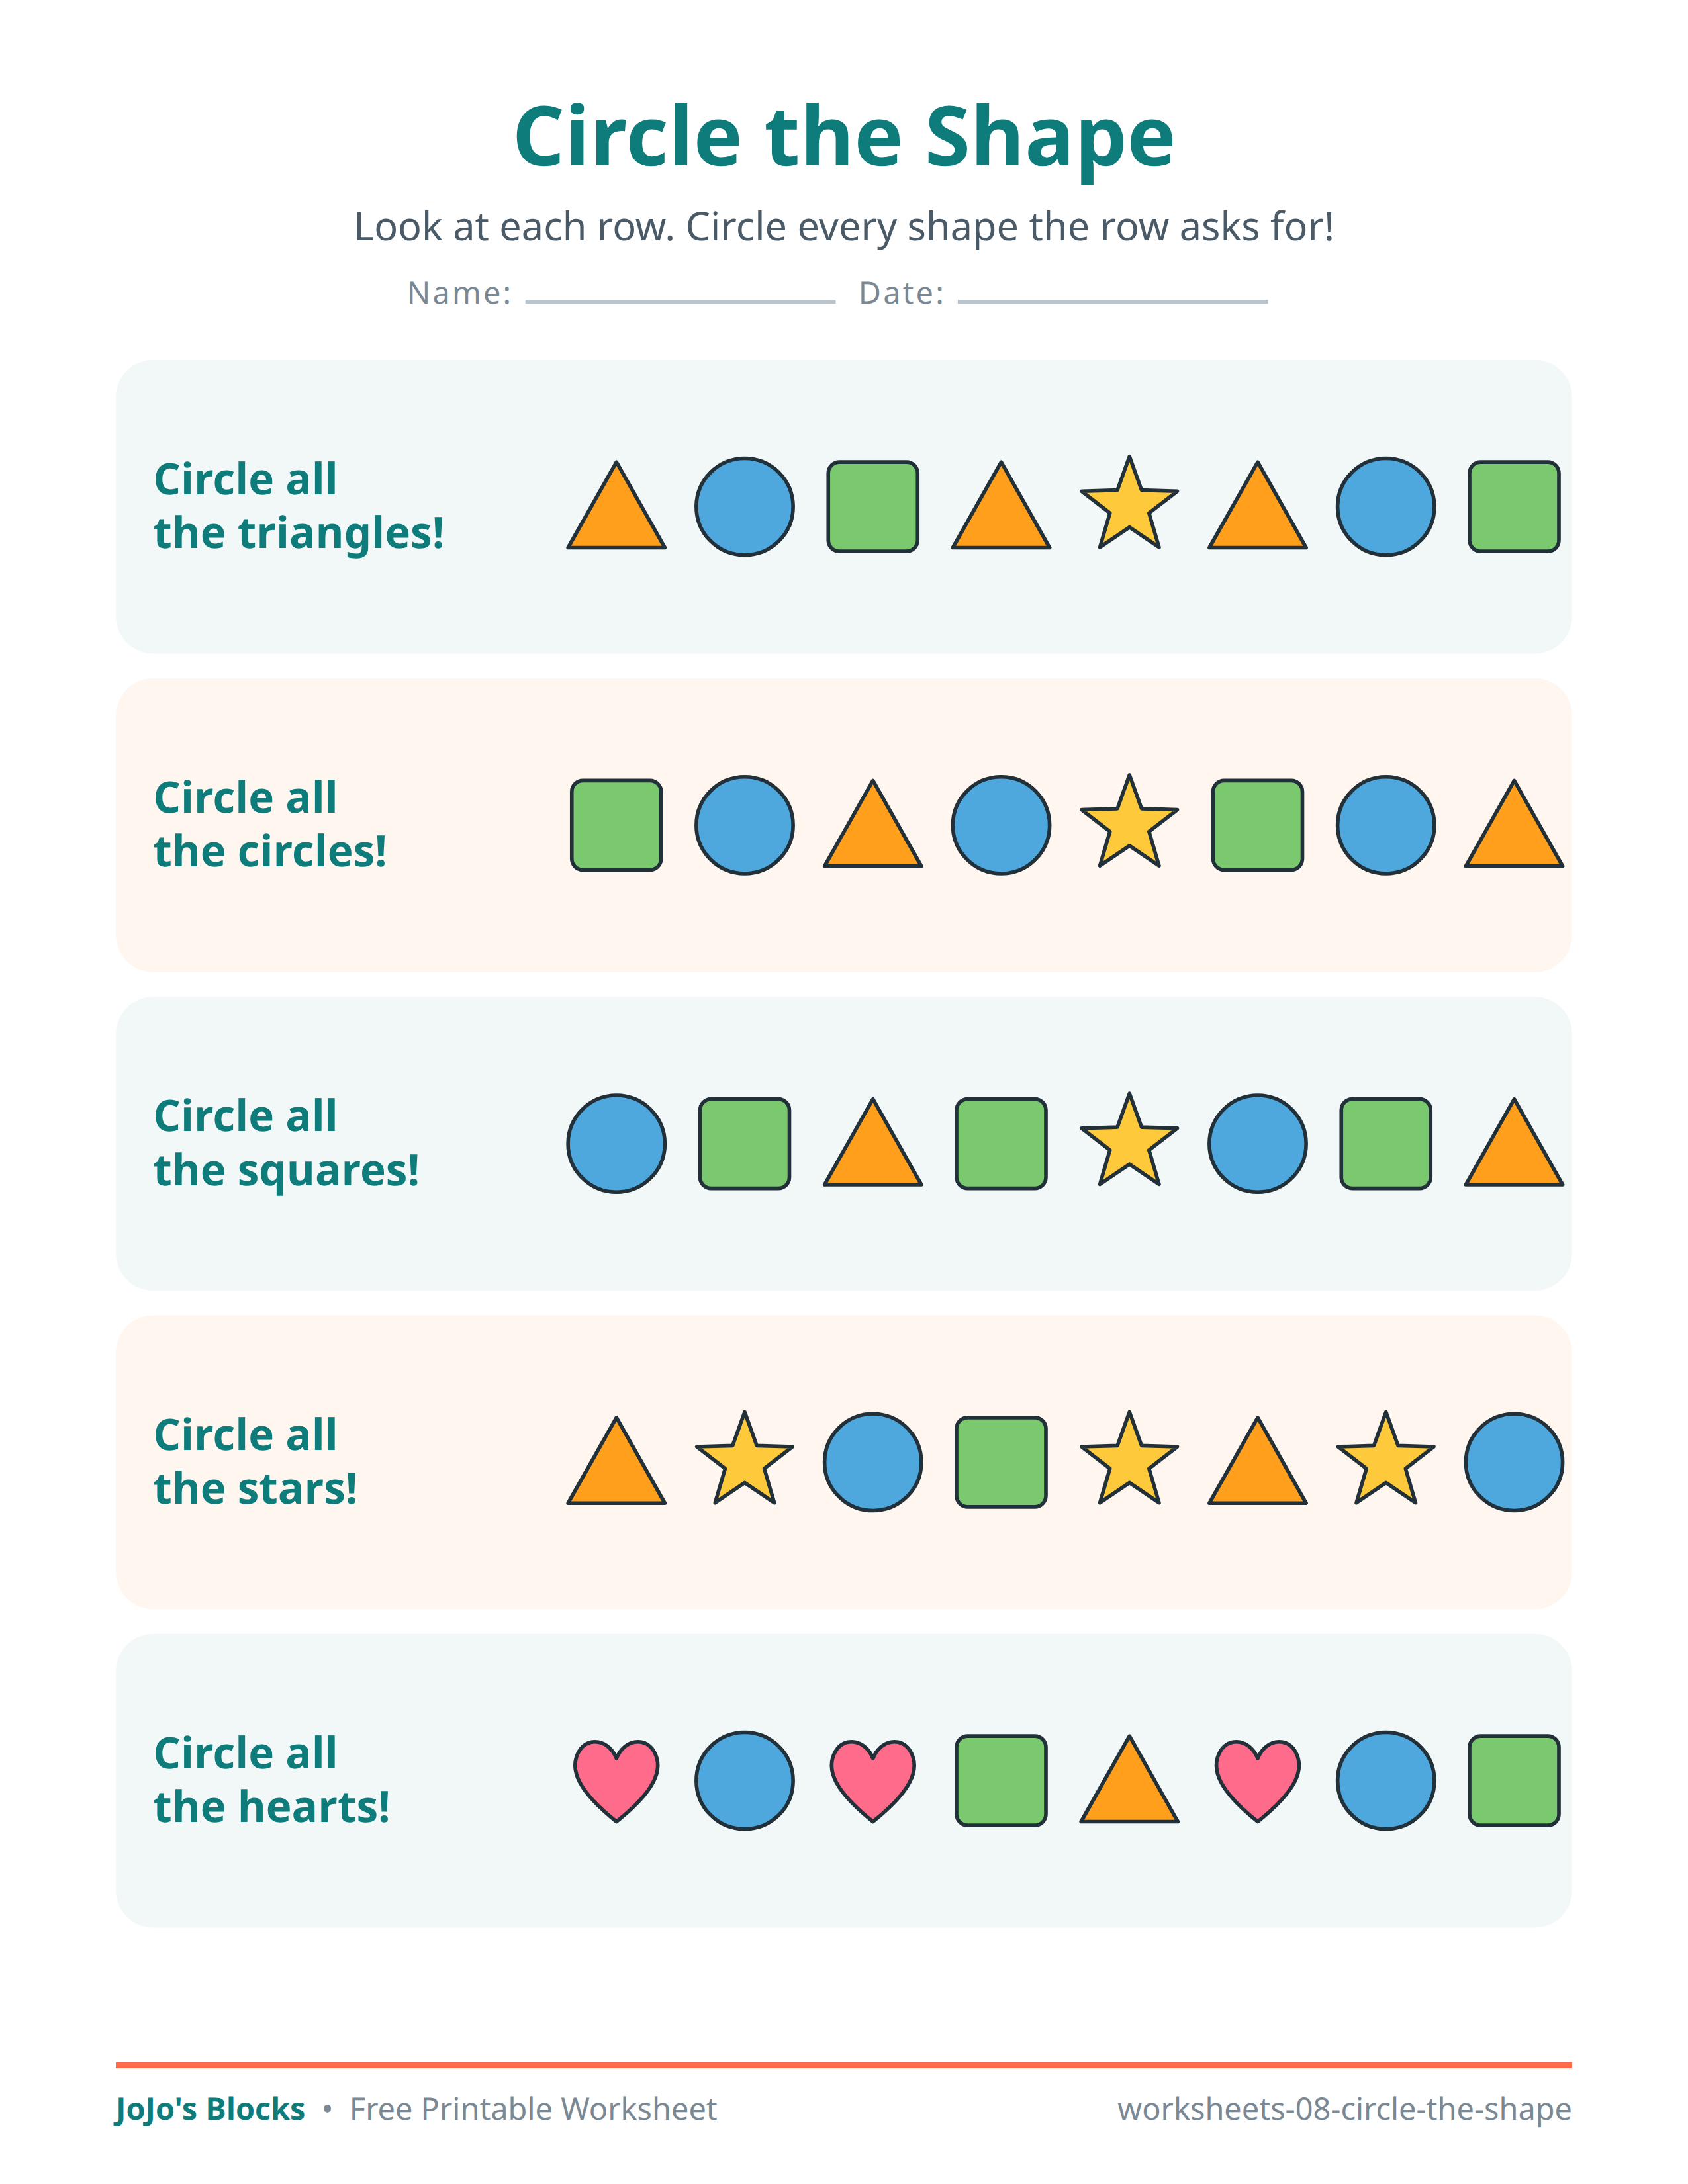 Circle the Shape
Look at each row. Circle every shape the row asks for!
Name: Date:
Circle all
the triangles!
Circle all
the circles!
Circle all
the squares!
Circle all
the stars!
Circle all
the hearts!
JoJo's Blocks • Free Printable Worksheet worksheets-08-circle-the-shape